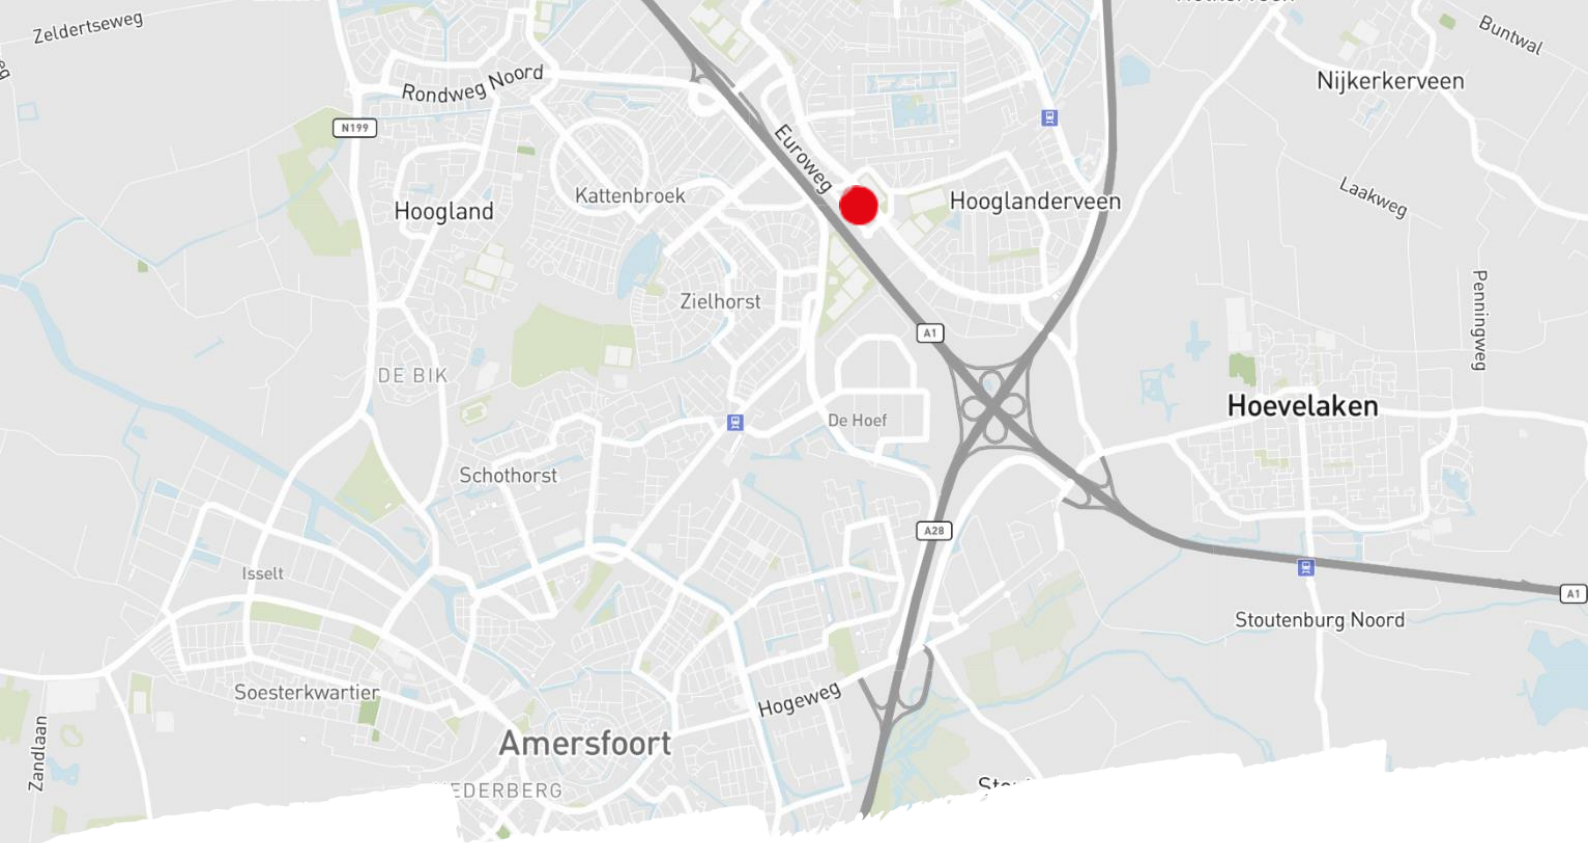 Zeldertseweg
Buntwal
Rondweg Noord
Nijkerkerveen
N199
Euroweg
Kattenbroek
Laakweg
Hooglanderveen
Hoogland
Zielhorst
Penningweg
A1
DE BIK
Hoevelaken
De Hoef
Schothorst
A28
Isselt
A1
Stoutenburg Noord
Soesterkwartier
Hogeweg
Zandlaan
Amersfoort
EDERBERG